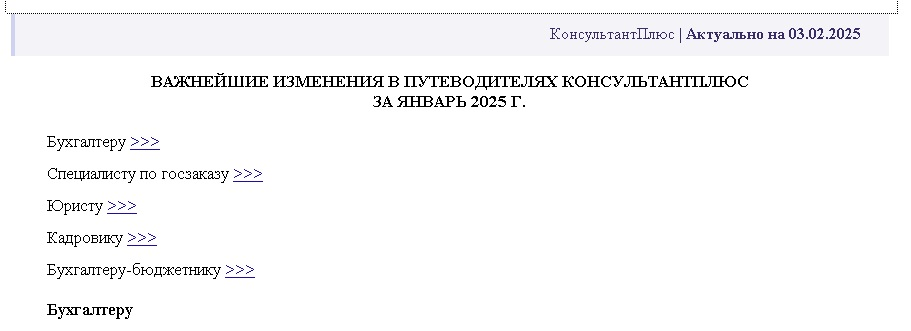 КонсультантПлюс | Актуально на 03.02.2025
ВАЖНЕЙШИЕ ИЗМЕНЕНИЯ В ПУТЕВОДИТЕЛЯХ КОНСУЛЬТАНТПЛЮС
ЗА ЯНВАРЬ 2025 Г.
Бухгалтеру >>>
Специалисту по госзаказу >>>
Юристу >>>
Кадровику >>>
Бухгалтеру-бюджетнику >>>
Бухгалтеру